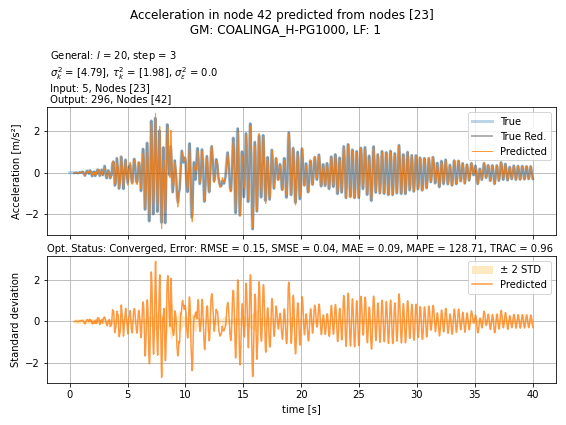 Acceleration in node 42 predicted from nodes [23]
GM: COALINGA_H-PG1000, LF: 1
General: l = 20, step = 3
σ²ₖ = [4.79], τ²ₖ = [1.98], σ²ε = 0.0
Input: 5, Nodes [23]
Output: 296, Nodes [42]
Acceleration [m/s²]
2
0
−2
True
True Red.
Predicted
Opt. Status: Converged, Error: RMSE = 0.15, SMSE = 0.04, MAE = 0.09, MAPE = 128.71, TRAC = 0.96
Standard deviation
2
0
−2
± 2 STD
Predicted
0 5 10 15 20 25 30 35 40
time [s]